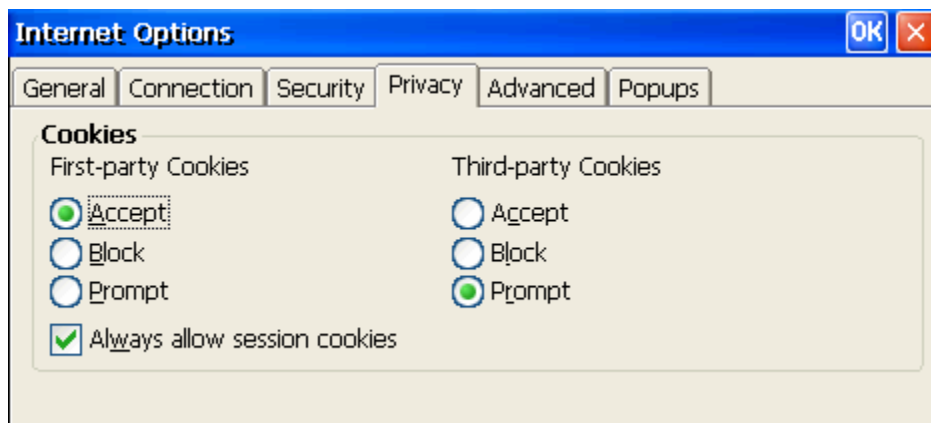 Internet Options OK
General Connection Security Privacy Advanced Popups
Cookies
First-party Cookies Third-party Cookies
Accept Accept
Block Block
Prompt Prompt
Always allow session cookies